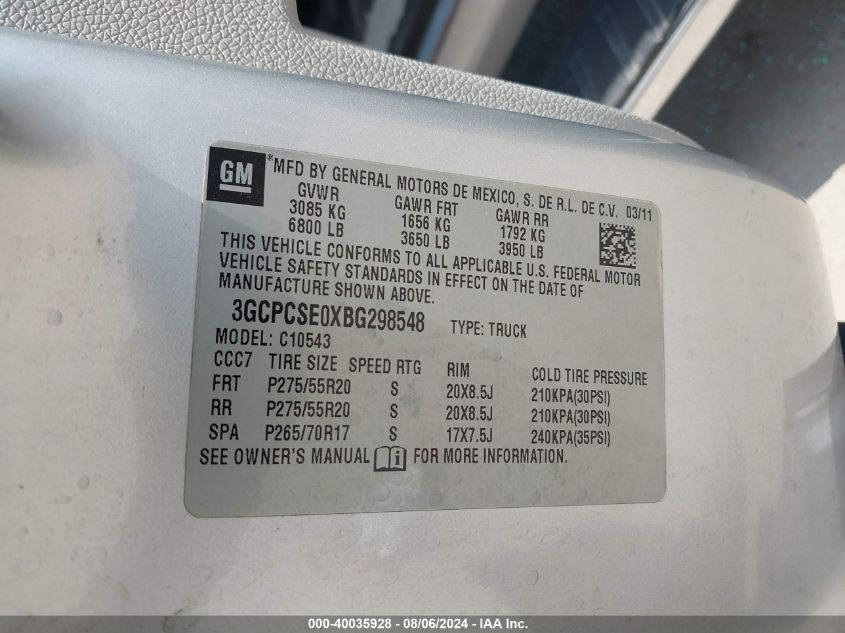 GM ®MFD BY GENERAL MOTORS DE MEXICO, S. DE R.L. DE C.V. 03/11
GVWR GAWR FRT GAWR RR
3085 KG 1656 KG 1792 KG
6800 LB 3650 LB 3950 LB
THIS VEHICLE CONFORMS TO ALL APPLICABLE U.S. FEDERAL MOTOR
VEHICLE SAFETY STANDARDS IN EFFECT ON THE DATE OF
MANUFACTURE SHOWN ABOVE.
3GCPCSE0XBG298548 TYPE: TRUCK
MODEL: C10543
CCC7 TIRE SIZE SPEED RTG RIM COLD TIRE PRESSURE
FRT P275/55R20 S 20X8.5J 210KPA(30PSI)
RR P275/55R20 S 20X8.5J 210KPA(30PSI)
SPA P265/70R17 S 17X7.5J 240KPA(35PSI)
SEE OWNER'S MANUAL i FOR MORE INFORMATION.
000-40035928 - 08/06/2024 - IAA Inc.